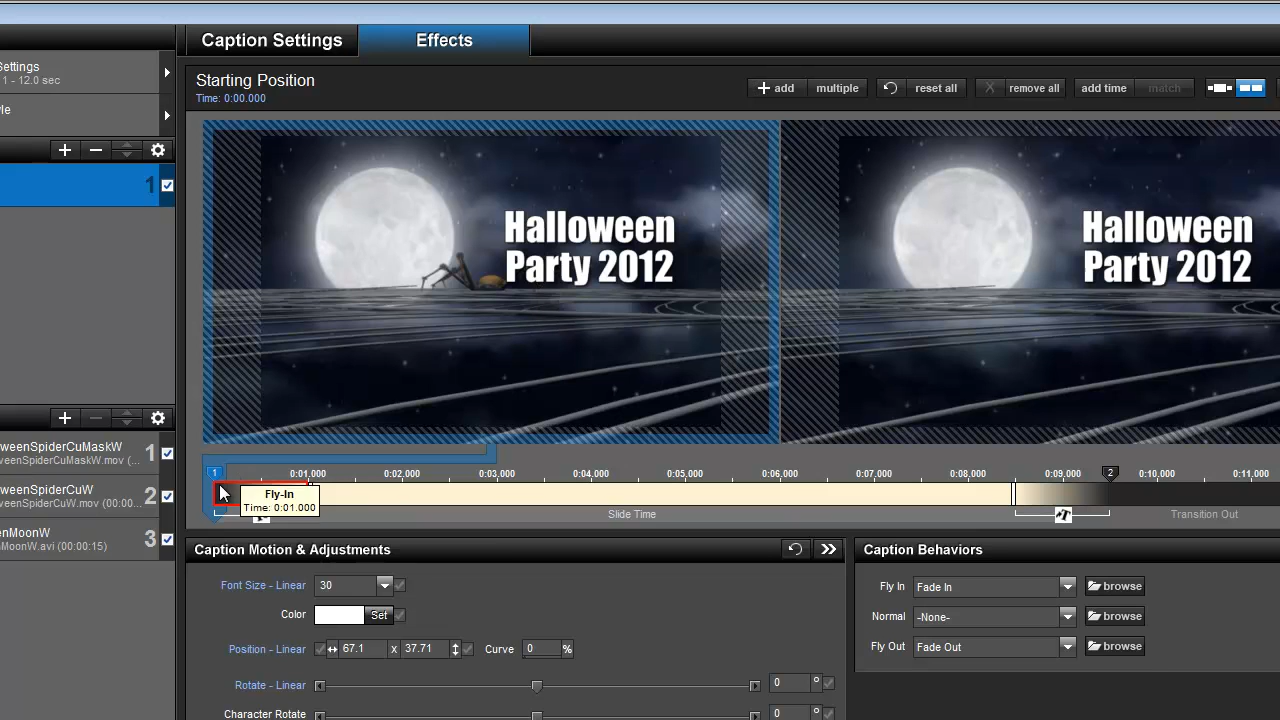 Caption Settings
Effects
Settings
1 - 12.0 sec
yle
Starting Position
Time: 0:00.000
add
multiple
reset all
X
remove all
add time
match
1
Halloween
Party 2012
Halloween
Party 2012
1
0:01.000
0:02.000
0:03.000
0:04.000
0:05.000
0:06.000
0:07.000
0:08.000
0:09.000
2
0:10.000
0:11.000
Fly-In
Time: 0:01.000
T
Slide Time
T
Transition Out
weenSpiderCuMaskW
weenSpiderCuMaskW.mov (...
1
weenSpiderCuW
weenSpiderCuW.mov (00:00...
2
enMoonW
MoonW.avi (00:00:15)
3
Caption Motion & Adjustments
Font Size - Linear
30
Color
Set
Position - Linear
67.1
x
37.71
Curve
0
%
Rotate - Linear
0
°
Character Rotate
0
°
Caption Behaviors
Fly In
Fade In
browse
Normal
-None-
browse
Fly Out
Fade Out
browse